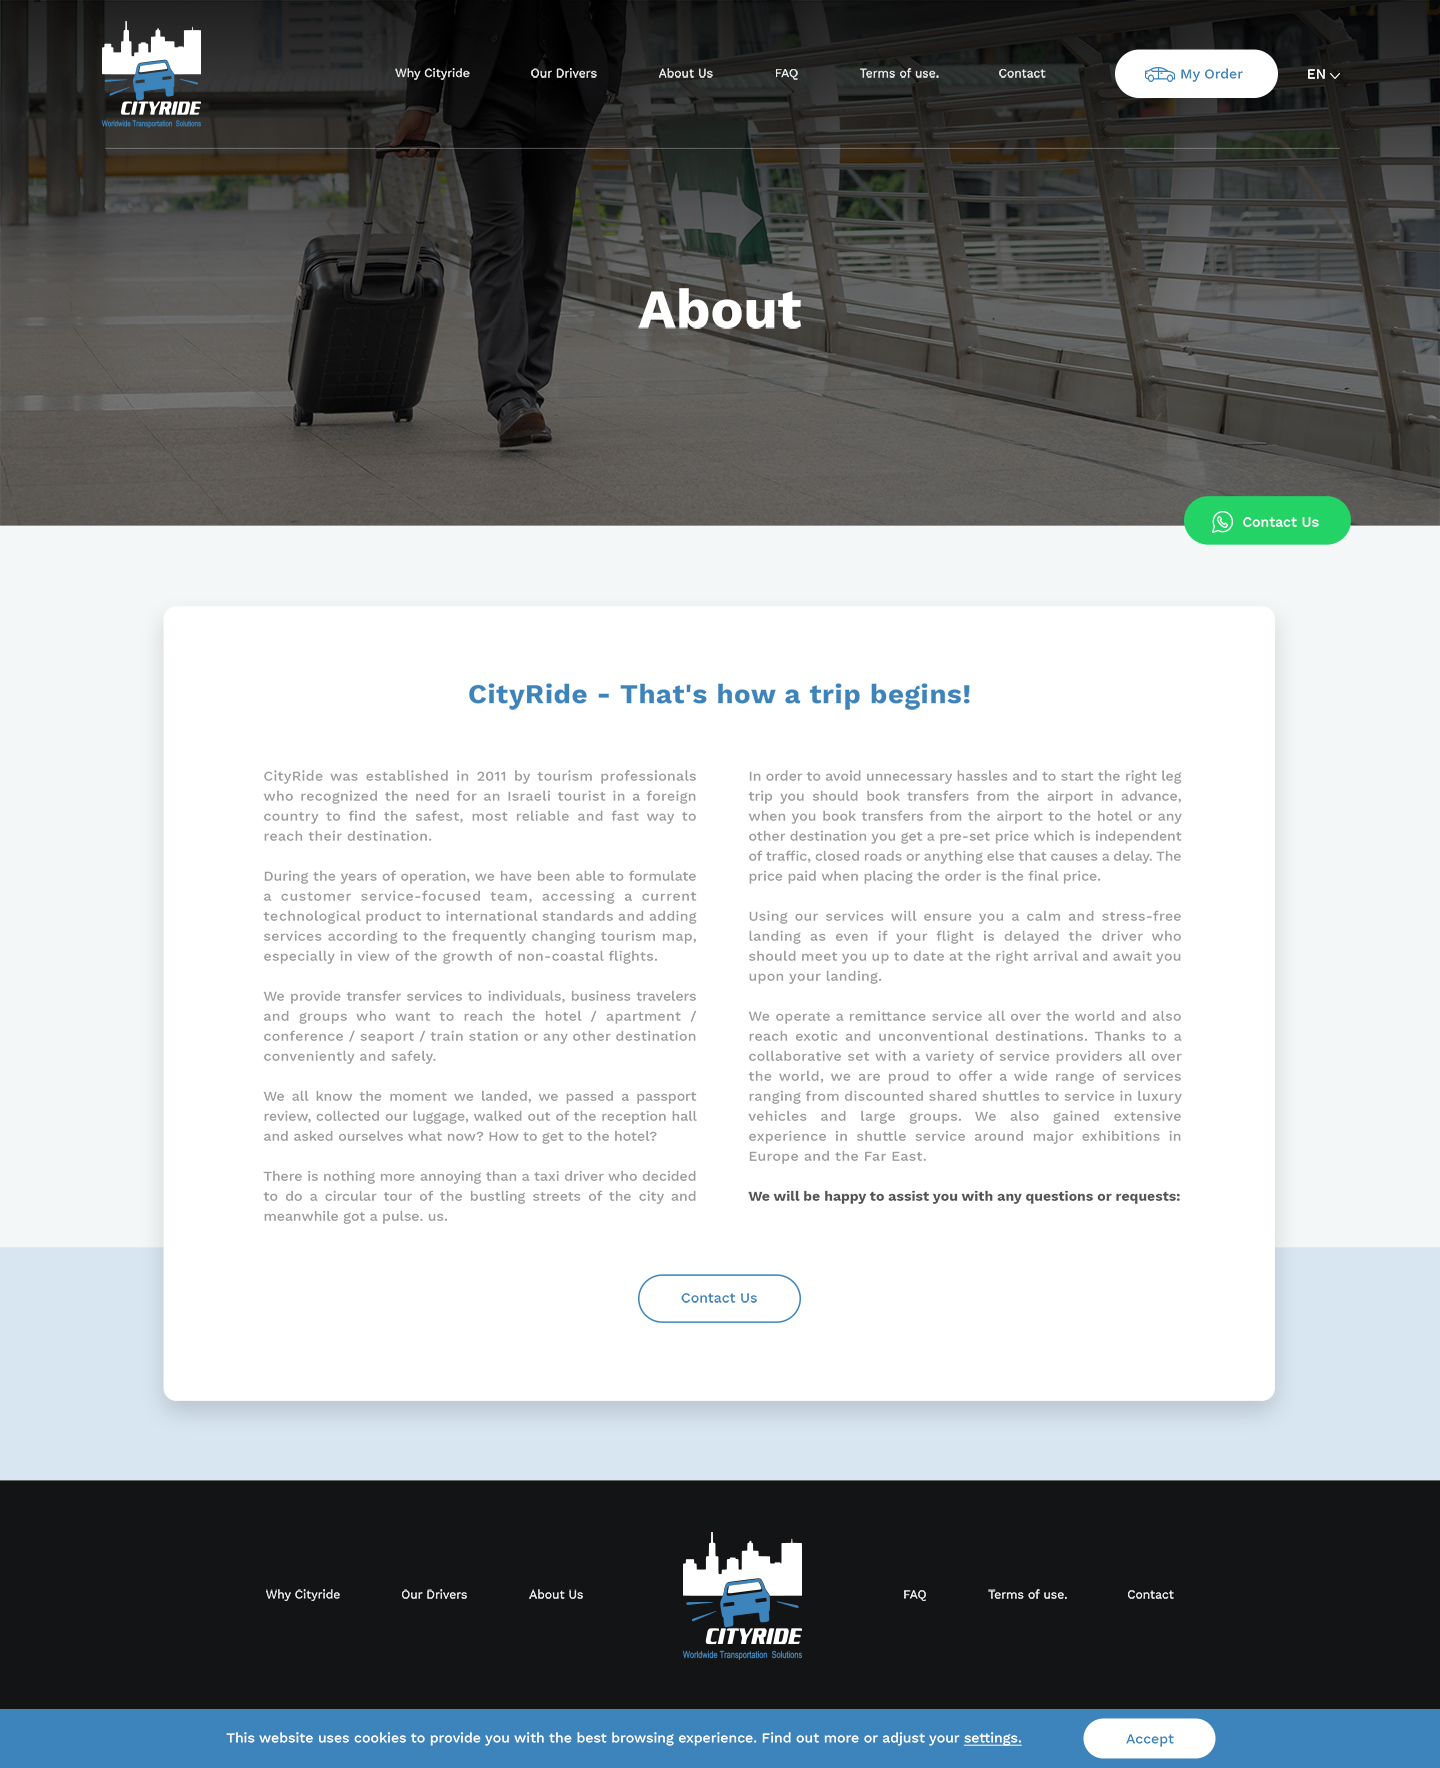 CITYRIDE
Worldwide Transportation Solutions
Why Cityride
Our Drivers
About Us
FAQ
Terms of use.
Contact
My Order
EN
About
Contact Us
CityRide - That's how a trip begins!
CityRide was established in 2011 by tourism professionals
who recognized the need for an Israeli tourist in a foreign
country to find the safest, most reliable and fast way to
reach their destination.
During the years of operation, we have been able to formulate
a customer service-focused team, accessing a current
technological product to international standards and adding
services according to the frequently changing tourism map,
especially in view of the growth of non-coastal flights.
We provide transfer services to individuals, business travelers
and groups who want to reach the hotel / apartment /
conference / seaport / train station or any other destination
conveniently and safely.
We all know the moment we landed, we passed a passport
review, collected our luggage, walked out of the reception hall
and asked ourselves what now? How to get to the hotel?
There is nothing more annoying than a taxi driver who decided
to do a circular tour of the bustling streets of the city and
meanwhile got a pulse. us.
In order to avoid unnecessary hassles and to start the right leg
trip you should book transfers from the airport in advance,
when you book transfers from the airport to the hotel or any
other destination you get a pre-set price which is independent
of traffic, closed roads or anything else that causes a delay. The
price paid when placing the order is the final price.
Using our services will ensure you a calm and stress-free
landing as even if your flight is delayed the driver who
should meet you up to date at the right arrival and await you
upon your landing.
We operate a remittance service all over the world and also
reach exotic and unconventional destinations. Thanks to a
collaborative set with a variety of service providers all over
the world, we are proud to offer a wide range of services
ranging from discounted shared shuttles to service in luxury
vehicles and large groups. We also gained extensive
experience in shuttle service around major exhibitions in
Europe and the Far East.
We will be happy to assist you with any questions or requests:
Contact Us
Why Cityride
Our Drivers
About Us
CITYRIDE
Worldwide Transportation Solutions
FAQ
Terms of use.
Contact
This website uses cookies to provide you with the best browsing experience. Find out more or adjust your settings.
Accept